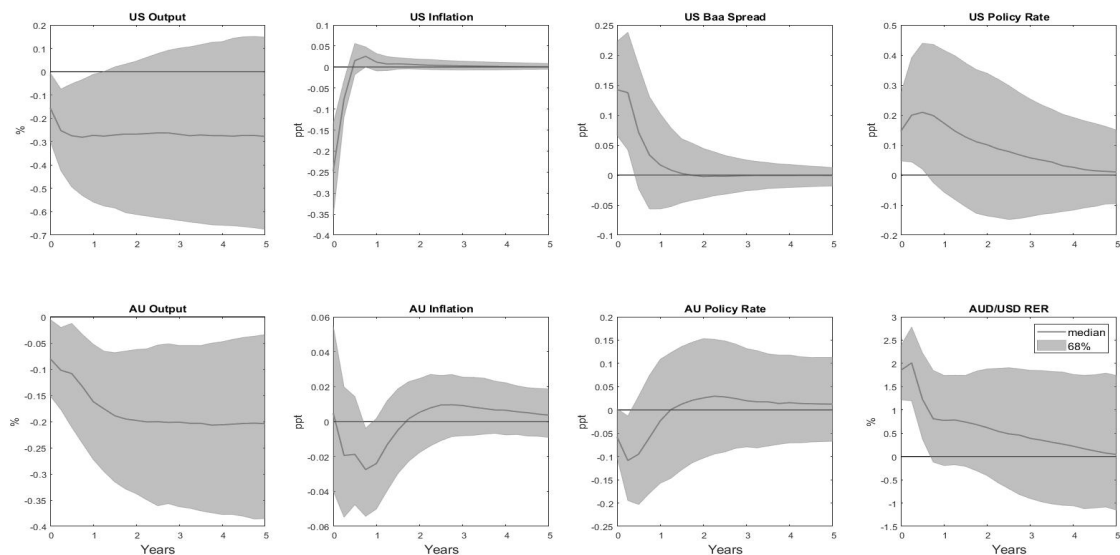 US Output
0.2
0.1
0
-0.1
-0.2
-0.3
-0.4
-0.5
-0.6
-0.7
%
0 1 2 3 4 5
US Inflation
0.1
0.05
0
-0.05
-0.1
-0.15
-0.2
-0.25
-0.3
-0.35
-0.4
ppt
0 1 2 3 4 5
US Baa Spread
0.25
0.2
0.15
0.1
0.05
0
-0.05
-0.1
ppt
0 1 2 3 4 5
US Policy Rate
0.5
0.4
0.3
0.2
0.1
0
-0.1
-0.2
ppt
0 1 2 3 4 5
AU Output
0
-0.05
-0.1
-0.15
-0.2
-0.25
-0.3
-0.35
-0.4
%
0 1 2 3 4 5
Years
AU Inflation
0.06
0.04
0.02
0
-0.02
-0.04
-0.06
ppt
0 1 2 3 4 5
Years
AU Policy Rate
0.2
0.15
0.1
0.05
0
-0.05
-0.1
-0.15
-0.2
-0.25
ppt
0 1 2 3 4 5
Years
AUD/USD RER
3
2.5
2
1.5
1
0.5
0
-0.5
-1
-1.5
%
median
68%
0 1 2 3 4 5
Years